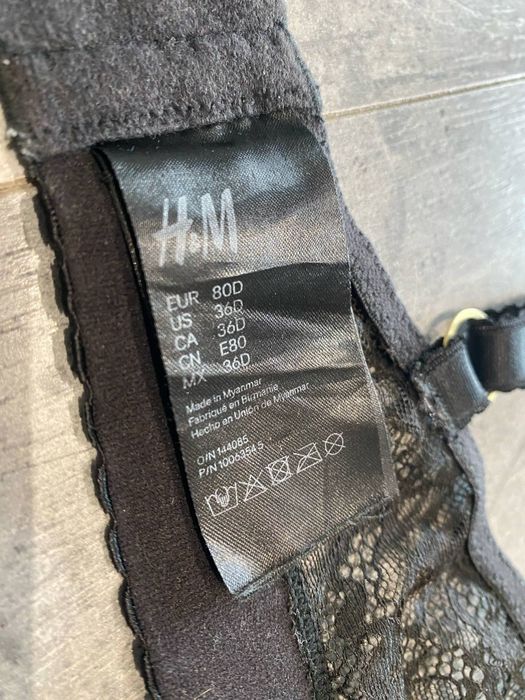 H&M
EUR 80D
US 36D
CA 36D
CN E80
MX 36D
Made in Myanmar
Fabriqué en Birmanie
Hecho en Unión de Myanmar
O/N 144085
P/N 1006354 S